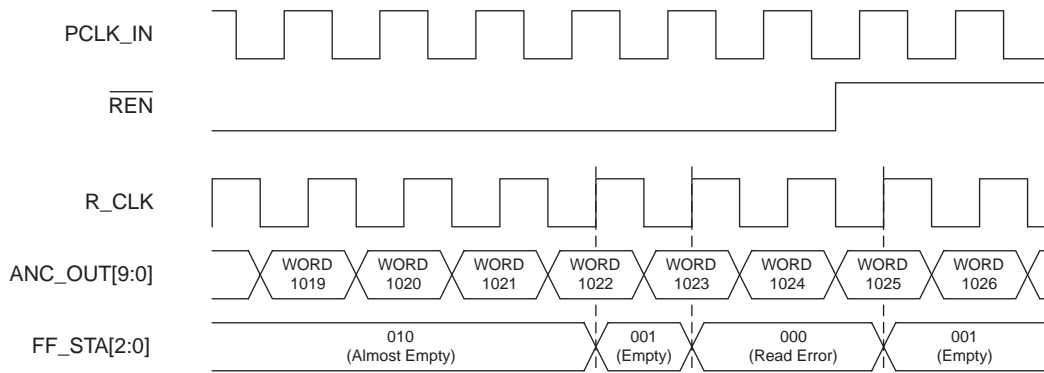 PCLK_IN
REN
R_CLK
ANC_OUT[9:0]
WORD 1019
WORD 1020
WORD 1021
WORD 1022
WORD 1023
WORD 1024
WORD 1025
WORD 1026
FF_STA[2:0]
010
(Almost Empty)
001
(Empty)
000
(Read Error)
001
(Empty)